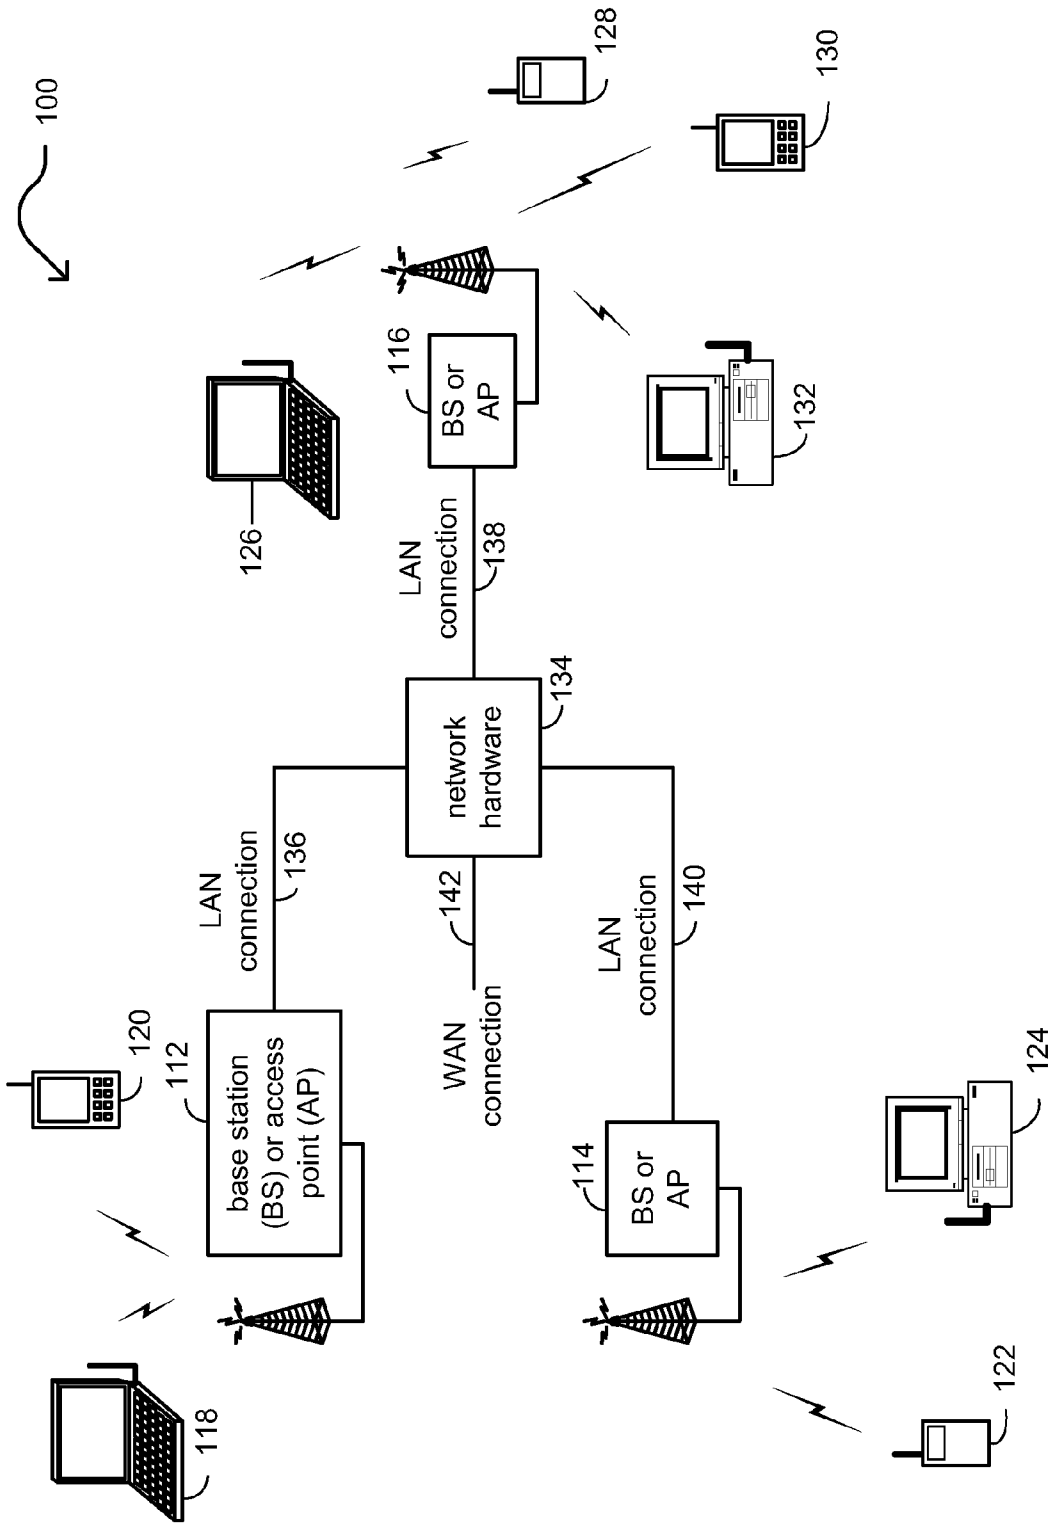 100
128
130
120
112
base station
(BS) or access
point (AP)
118
LAN
connection
136
126
116
BS or
AP
LAN
connection
138
132
WAN
connection
142
network
hardware
134
LAN
connection
140
114
BS or
AP
122
124